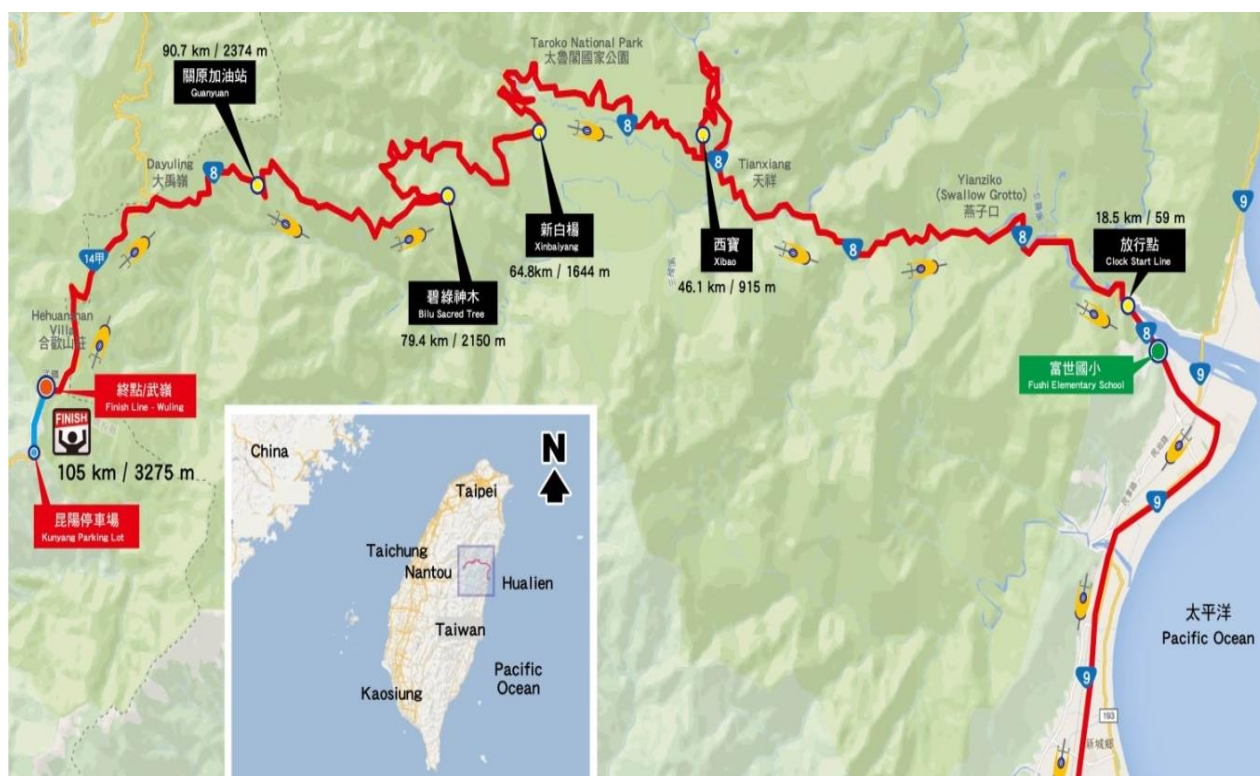 90.7 km / 2374 m
關原加油站
Guanyuan
Taroko National Park
太魯閣國家公園
8
Dayuling
大禹嶺
8
14甲
新白楊
Xinbaiyang
64.8km / 1644 m
碧綠神木
Bilu Sacred Tree
79.4 km / 2150 m
8
西寶
Xibao
46.1 km / 915 m
Tianxiang
天祥
8
Yianziko
(Swallow Grotto)
燕子口
8
18.5 km / 59 m
放行點
Clock Start Line
8
9
9
富世國小
Fushi Elementary School
Hehuanshan
Villa
合歡山莊
武嶺
終點/武嶺
Finish Line - Wuling
FINISH
105 km / 3275 m
昆陽停車場
Kunyang Parking Lot
China
N
Taipei
Taichung
Nantou
Hualien
Taiwan
Kaosiung
Pacific
Ocean
9
太平洋
Pacific Ocean
9
193
新城鄉